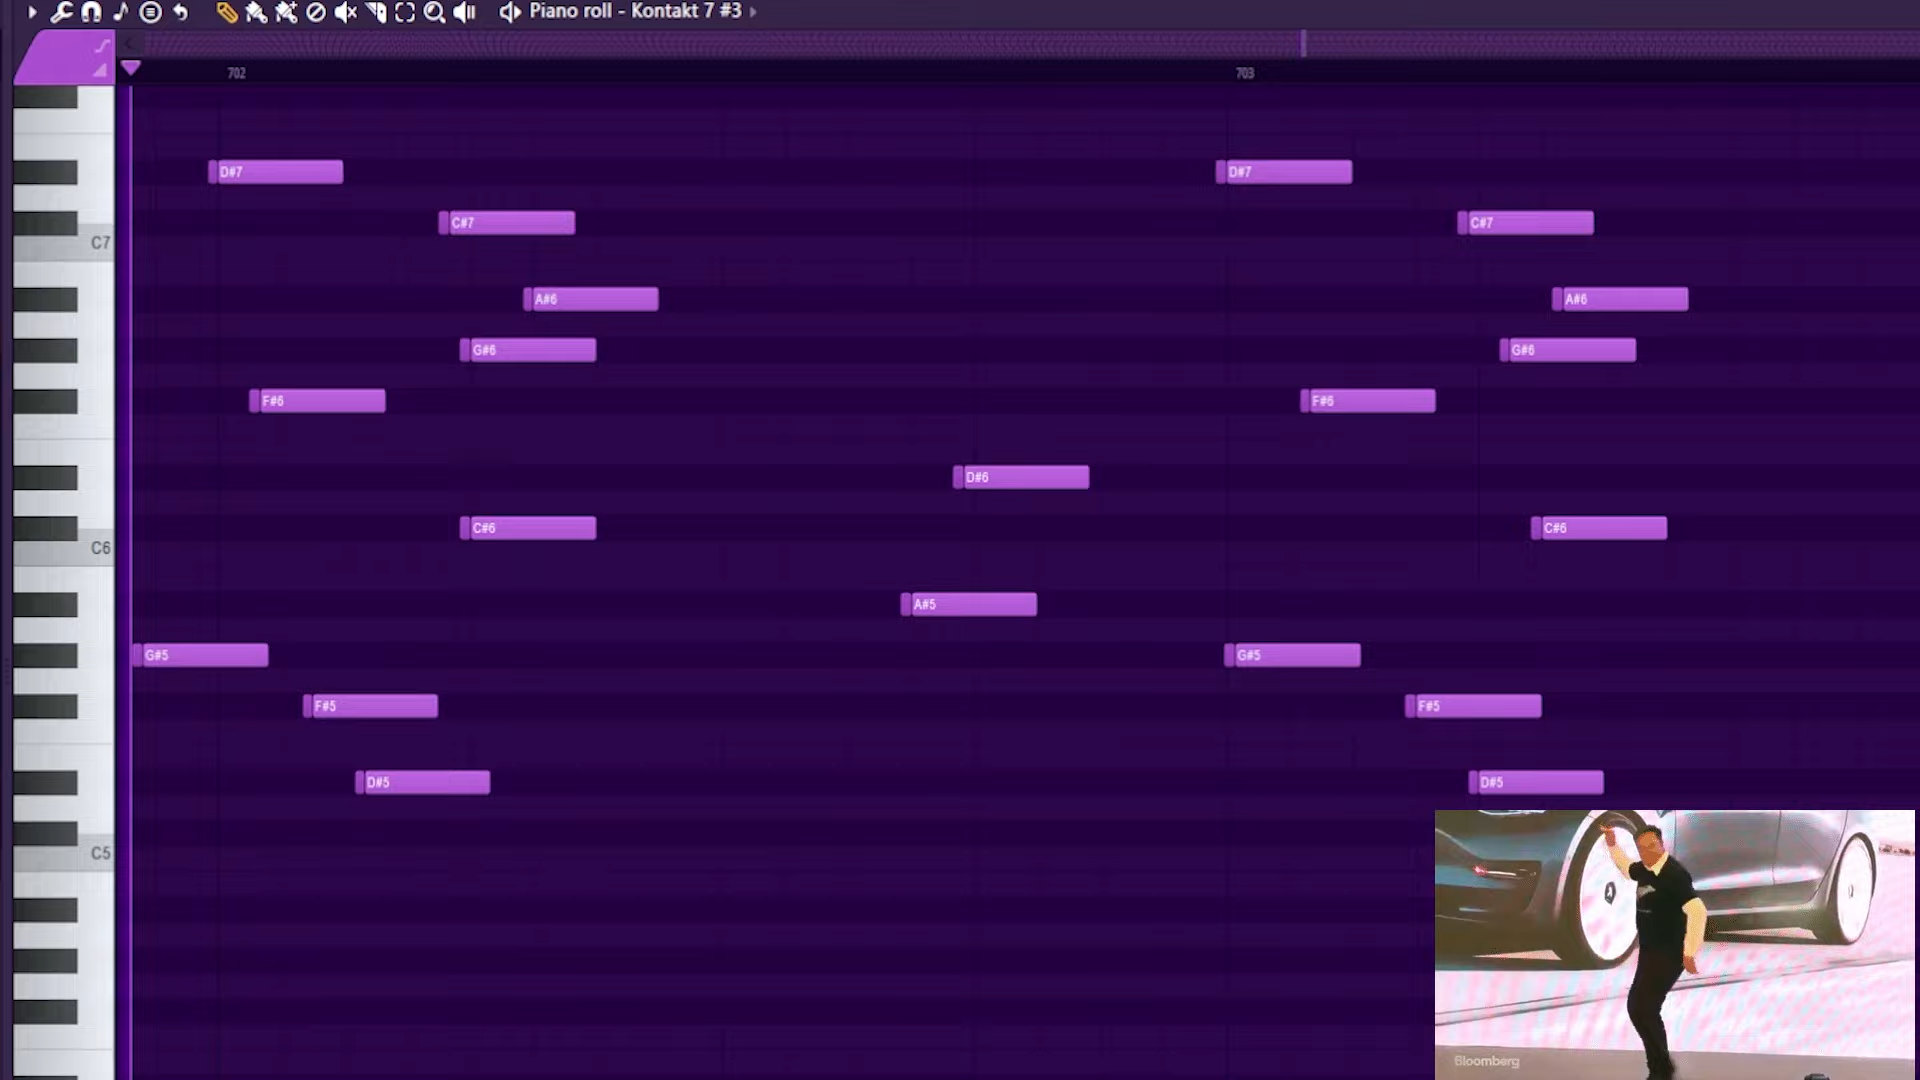 Piano roll - Kontakt 7 #3
702 703
D#7 D#7
C#7 C#7
C7
A#6 A#6
G#6 G#6
F#6 F#6
D#6
C#6 C#6
C6
A#5
G#5 G#5
F#5 F#5
D#5 D#5
C5
Bloomberg